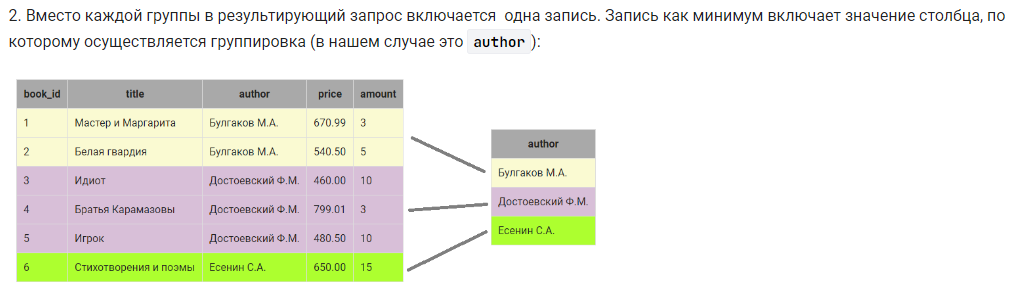 2. Вместо каждой группы в результирующий запрос включается одна запись. Запись как минимум включает значение столбца, по
которому осуществляется группировка (в нашем случае это author ):
book_id title author price amount
1 Мастер и Маргарита Булгаков М.А. 670.99 3
2 Белая гвардия Булгаков М.А. 540.50 5
3 Идиот Достоевский Ф.М. 460.00 10
4 Братья Карамазовы Достоевский Ф.М. 799.01 3
5 Игрок Достоевский Ф.М. 480.50 10
6 Стихотворения и поэмы Есенин С.А. 650.00 15
author
Булгаков М.А.
Достоевский Ф.М.
Есенин С.А.